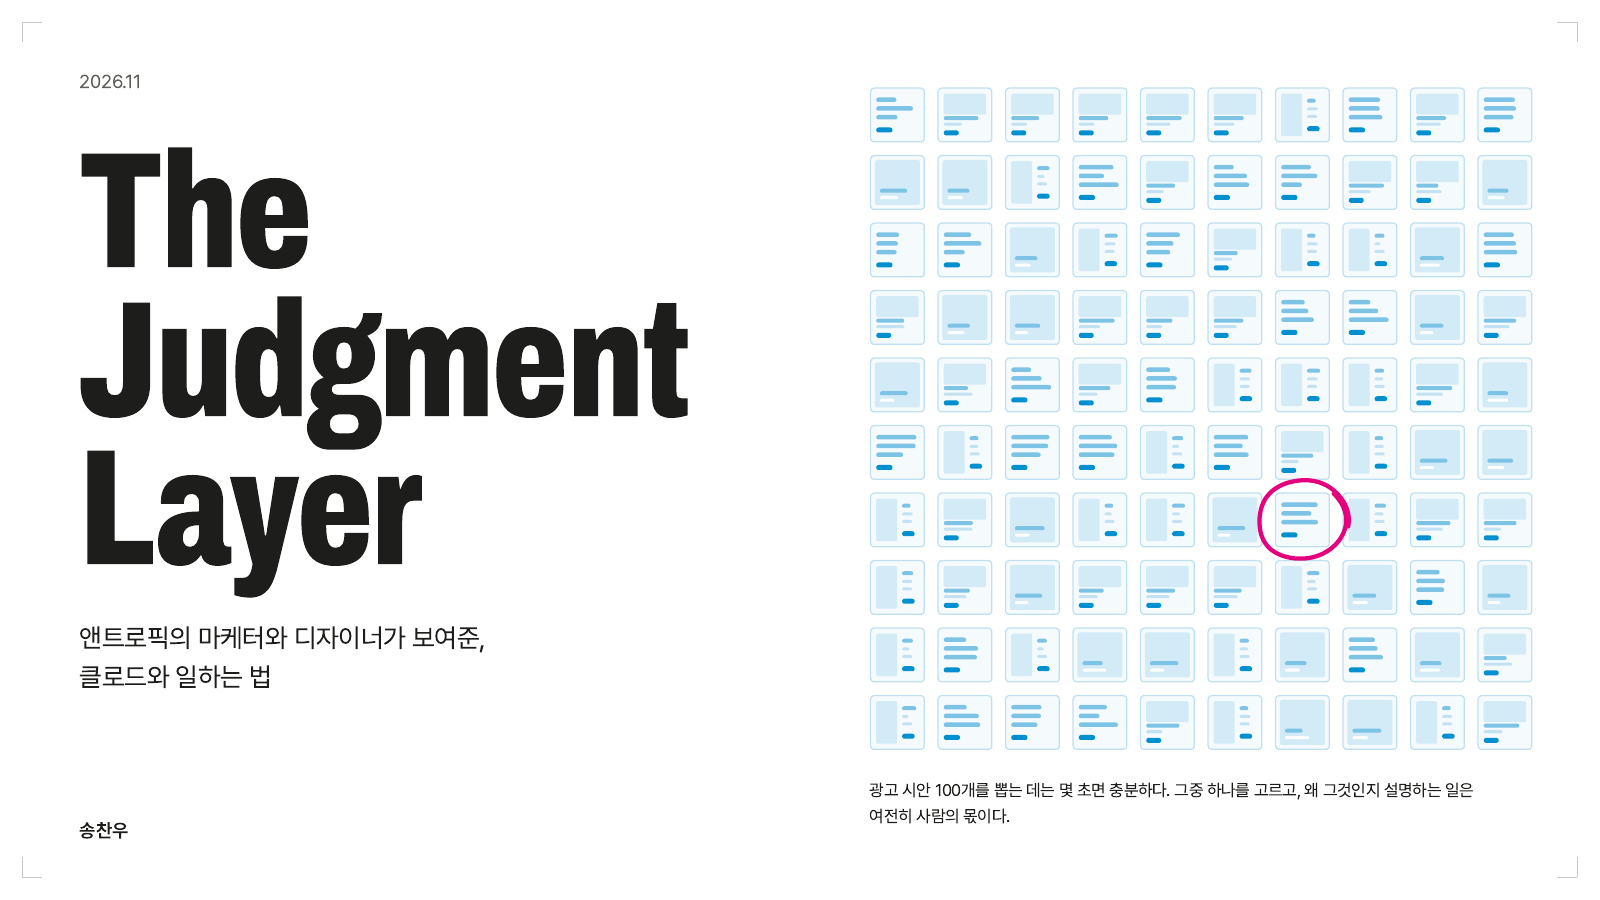 2026.11
The
Judgment
Layer
앤트로픽의 마케터와 디자이너가 보여준,
클로드와 일하는 법
송찬우
광고 시안 100개를 뽑는 데는 몇 초면 충분하다. 그중 하나를 고르고, 왜 그것인지 설명하는 일은
여전히 사람의 몫이다.